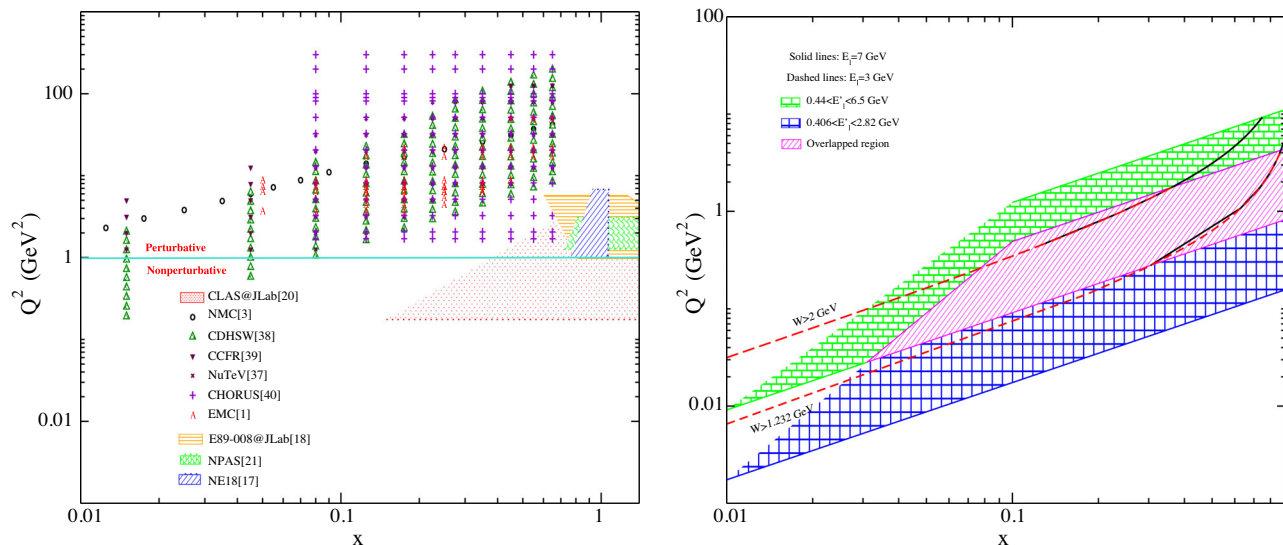 100
1
0.01
Q² (GeV²)
Perturbative
Nonperturbative
CLAS@JLab[20]
NMC[3]
CDHSW[38]
CCFR[39]
NuTeV[37]
CHORUS[40]
EMC[1]
E89-008@JLab[18]
NPAS[21]
NE18[17]
0.01 0.1 1
x
100
1
0.01
Q² (GeV²)
Solid lines: E_l=7 GeV
Dashed lines: E_l=3 GeV
0.44<E'_l<6.5 GeV
0.406<E'_l<2.82 GeV
Overlapped region
W>2 GeV
W>1.232 GeV
0.01 0.1
x